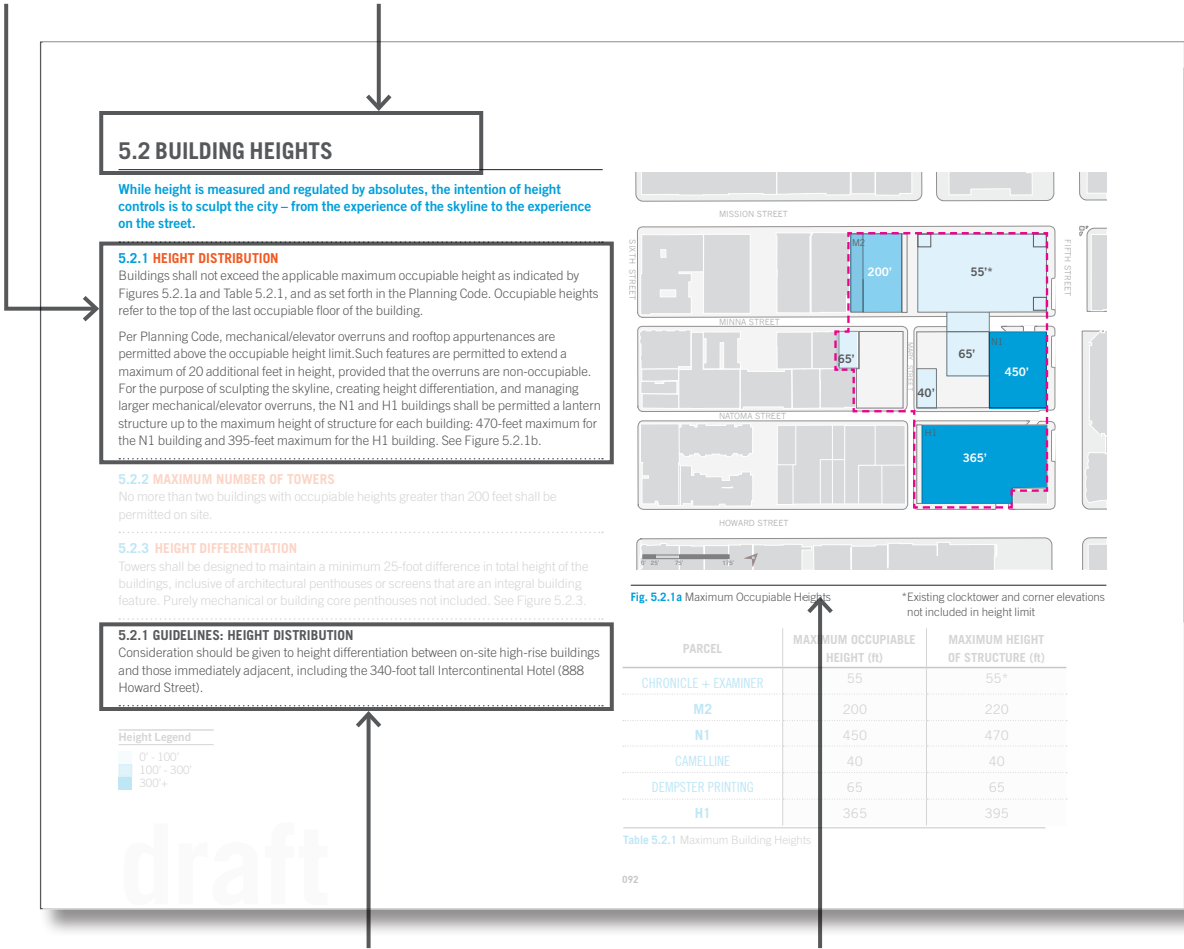 5.2 BUILDING HEIGHTS
While height is measured and regulated by absolutes, the intention of height
controls is to sculpt the city – from the experience of the skyline to the experience
on the street.
5.2.1 HEIGHT DISTRIBUTION
Buildings shall not exceed the applicable maximum occupiable height as indicated by
Figures 5.2.1a and Table 5.2.1, and as set forth in the Planning Code. Occupiable heights
refer to the top of the last occupiable floor of the building.
Per Planning Code, mechanical/elevator overruns and rooftop appurtenances are
permitted above the occupiable height limit.Such features are permitted to extend a
maximum of 20 additional feet in height, provided that the overruns are non-occupiable.
For the purpose of sculpting the skyline, creating height differentiation, and managing
larger mechanical/elevator overruns, the N1 and H1 buildings shall be permitted a lantern
structure up to the maximum height of structure for each building: 470-feet maximum for
the N1 building and 395-feet maximum for the H1 building. See Figure 5.2.1b.
5.2.2 MAXIMUM NUMBER OF TOWERS
No more than two buildings with occupiable heights greater than 200 feet shall be
permitted on site.
5.2.3 HEIGHT DIFFERENTIATION
Towers shall be designed to maintain a minimum 25-foot difference in total height of the
buildings, inclusive of architectural penthouses or screens that are an integral building
feature. Purely mechanical or building core penthouses not included. See Figure 5.2.3.
5.2.1 GUIDELINES: HEIGHT DISTRIBUTION
Consideration should be given to height differentiation between on-site high-rise buildings
and those immediately adjacent, including the 340-foot tall Intercontinental Hotel (888
Howard Street).
Height Legend
0' - 100'
100' - 300'
300'+
draft
MISSION STREET
SIXTH STREET
FIFTH STREET
M2
200'
55'*
MINNA STREET
65'
MARY STREET
65'
N1
450'
40'
NATOMA STREET
H1
365'
HOWARD STREET
0' 25' 75' 175'
Fig. 5.2.1a Maximum Occupiable Heights
*Existing clocktower and corner elevations
not included in height limit
PARCEL MAXIMUM OCCUPIABLE HEIGHT (ft) MAXIMUM HEIGHT OF STRUCTURE (ft)
CHRONICLE + EXAMINER 55 55*
M2 200 220
N1 450 470
CAMELLINE 40 40
DEMPSTER PRINTING 65 65
H1 365 395
Table 5.2.1 Maximum Building Heights
092